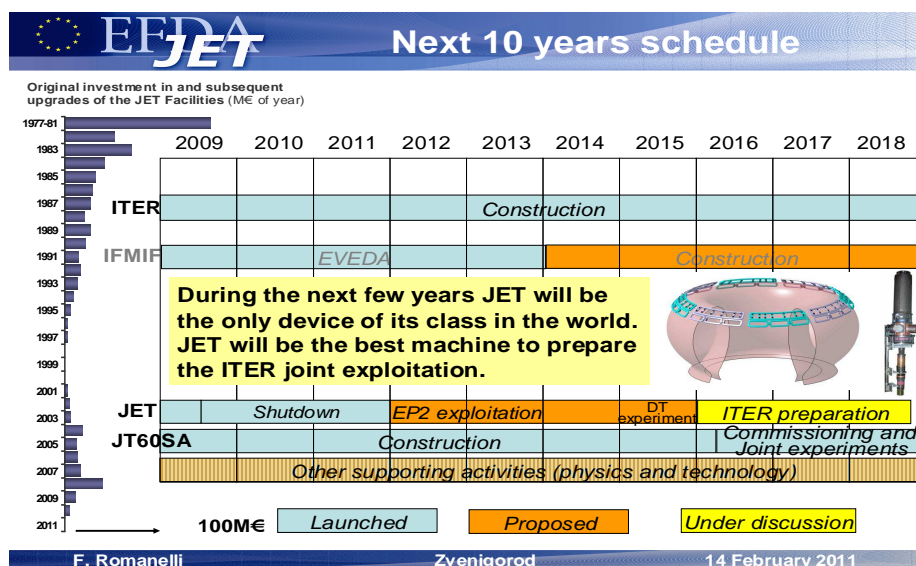 EFDA
JET
Next 10 years schedule
Original investment in and subsequent
upgrades of the JET Facilities (M€ of year)
1977-81
1983
1985
1987
1989
1991
1993
1995
1997
1999
2001
2003
2005
2007
2009
2011
2009 2010 2011 2012 2013 2014 2015 2016 2017 2018
ITER Construction
IFMIF EVEDA Construction
During the next few years JET will be
the only device of its class in the world.
JET will be the best machine to prepare
the ITER joint exploitation.
JET Shutdown EP2 exploitation DT experiment ITER preparation
JT60SA Construction Commissioning and
Joint experiments
Other supporting activities (physics and technology)
100M€ Launched Proposed Under discussion
F. Romanelli Zvenigorod 14 February 2011